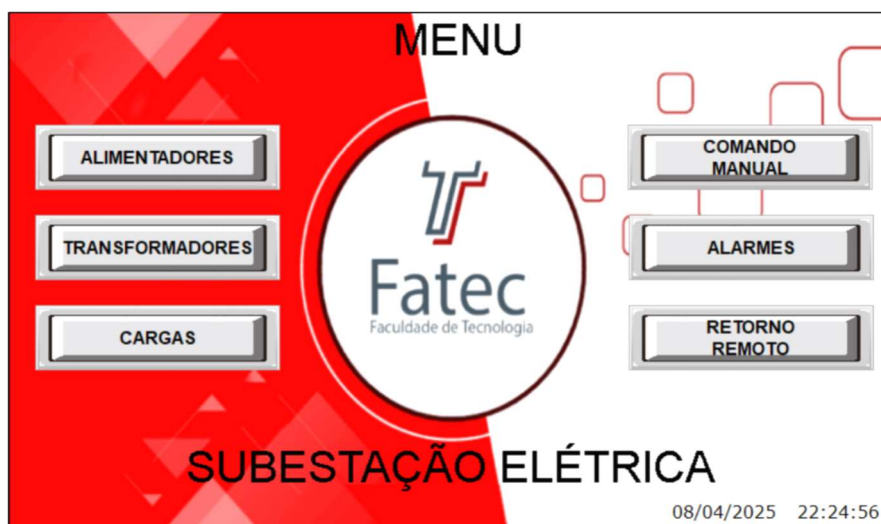 MENU
ALIMENTADORES
TRANSFORMADORES
CARGAS
Fatec
Faculdade de Tecnologia
COMANDO
MANUAL
ALARMES
RETORNO
REMOTO
SUBESTAÇÃO ELÉTRICA
08/04/2025 22:24:56